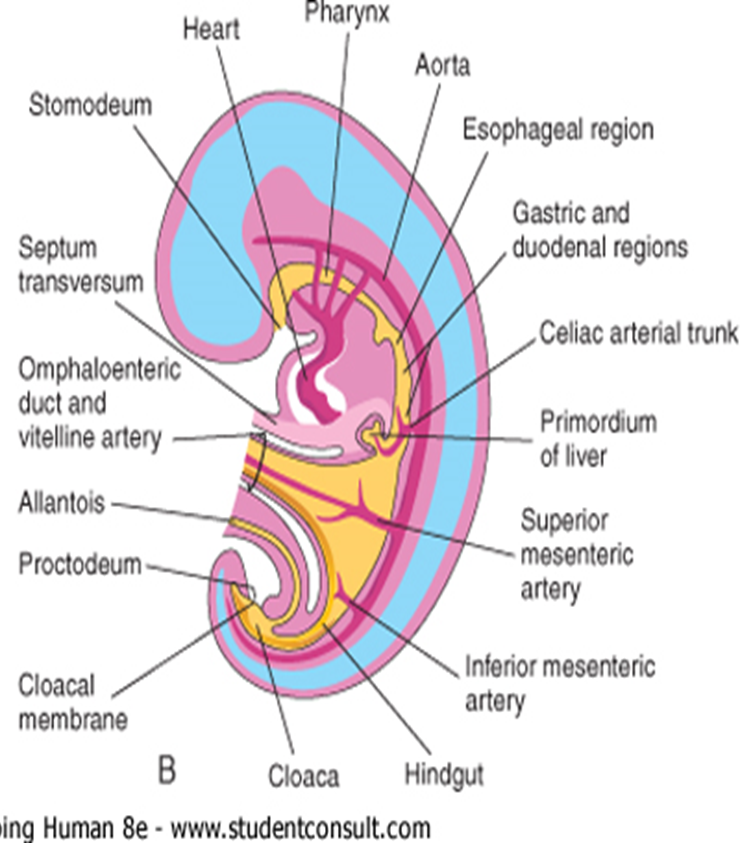 Pharynx
Heart
Aorta
Stomodeum
Esophageal region
Gastric and
duodenal regions
Septum
transversum
Celiac arterial trunk
Omphaloenteric
duct and
vitelline artery
Primordium
of liver
Allantois
Superior
mesenteric
artery
Proctodeum
Inferior mesenteric
artery
Cloacal
membrane
B
Cloaca
Hindgut
Human 8e - www.studentconsult.com